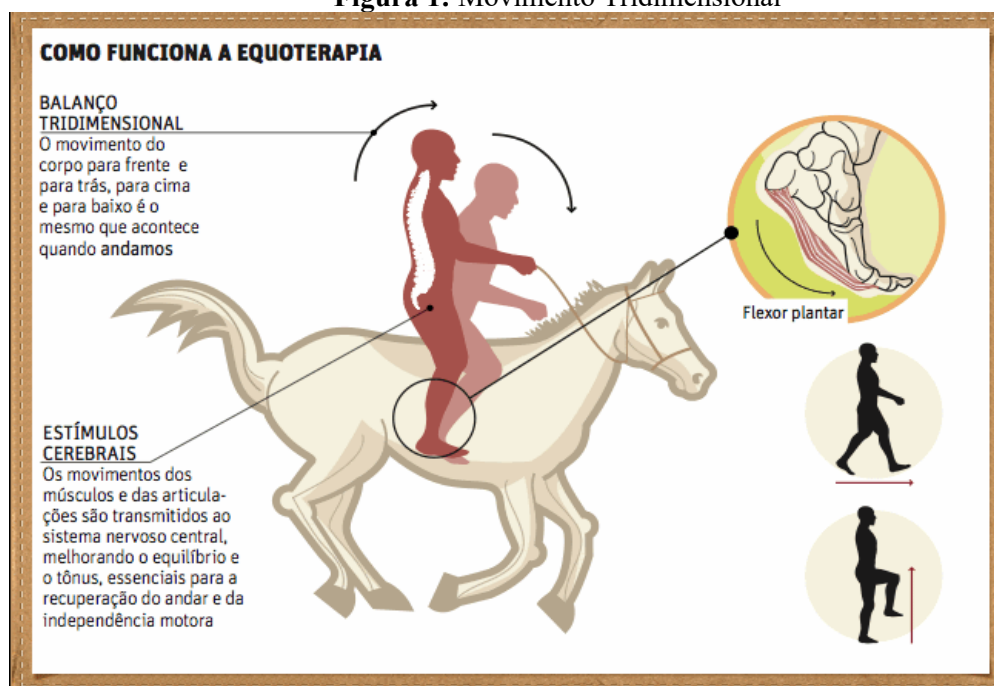 Figura 1: Movimento Tridimensional
COMO FUNCIONA A EQUOTERAPIA
BALANÇO
TRIDIMENSIONAL
O movimento do
corpo para frente e
para trás, para cima
e para baixo é o
mesmo que acontece
quando andamos
Flexor plantar
ESTÍMULOS
CEREBRAIS
Os movimentos dos
músculos e das articula-
ções são transmitidos ao
sistema nervoso central,
melhorando o equilíbrio e
o tônus, essenciais para a
recuperação do andar e da
independência motora